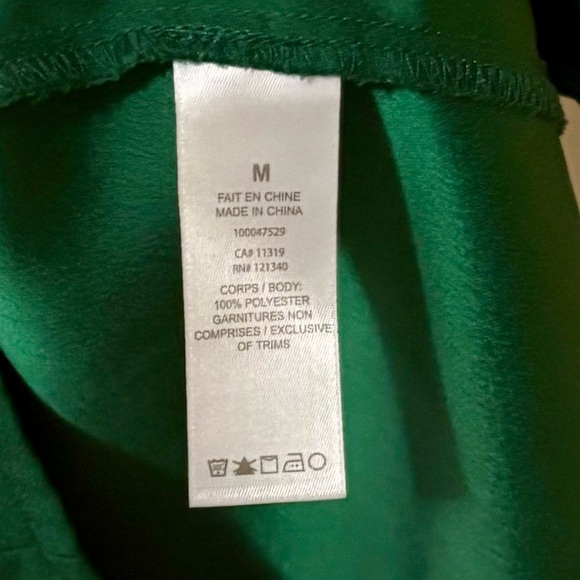 M
FAIT EN CHINE
MADE IN CHINA
100047529
CA# 11319
RN# 121340
CORPS / BODY:
100% POLYESTER
GARNITURES NON
COMPRISES / EXCLUSIVE
OF TRIMS